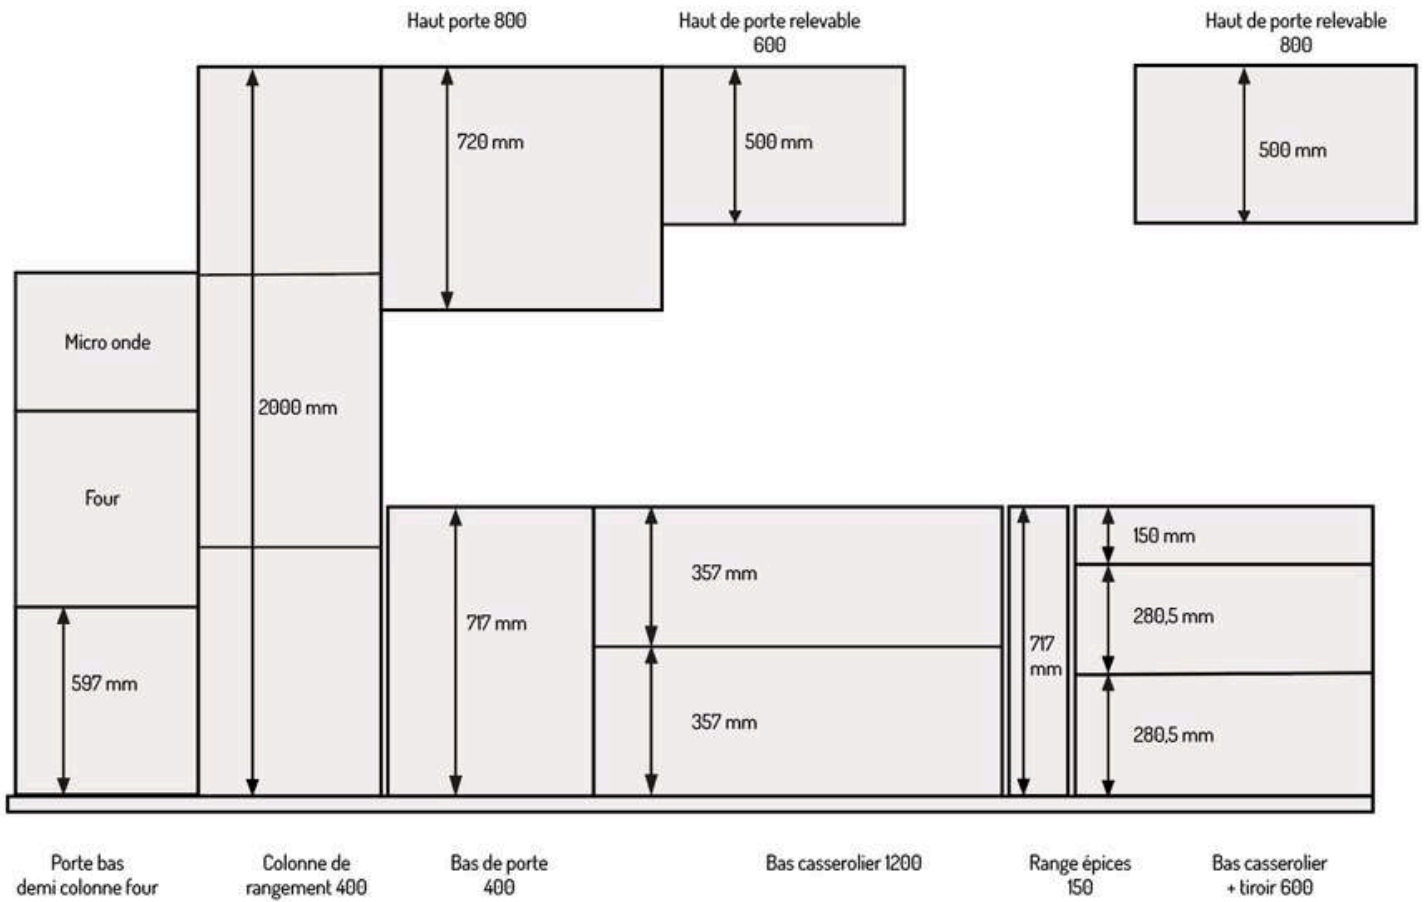 Haut porte 800
Haut de porte relevable
600
Haut de porte relevable
800
720 mm
500 mm
500 mm
Micro onde
2000 mm
Four
150 mm
357 mm
280,5 mm
717 mm
717
mm
597 mm
357 mm
280,5 mm
Porte bas
demi colonne four
Colonne de
rangement 400
Bas de porte
400
Bas casserolier 1200
Range épices
150
Bas casserolier
+ tiroir 600